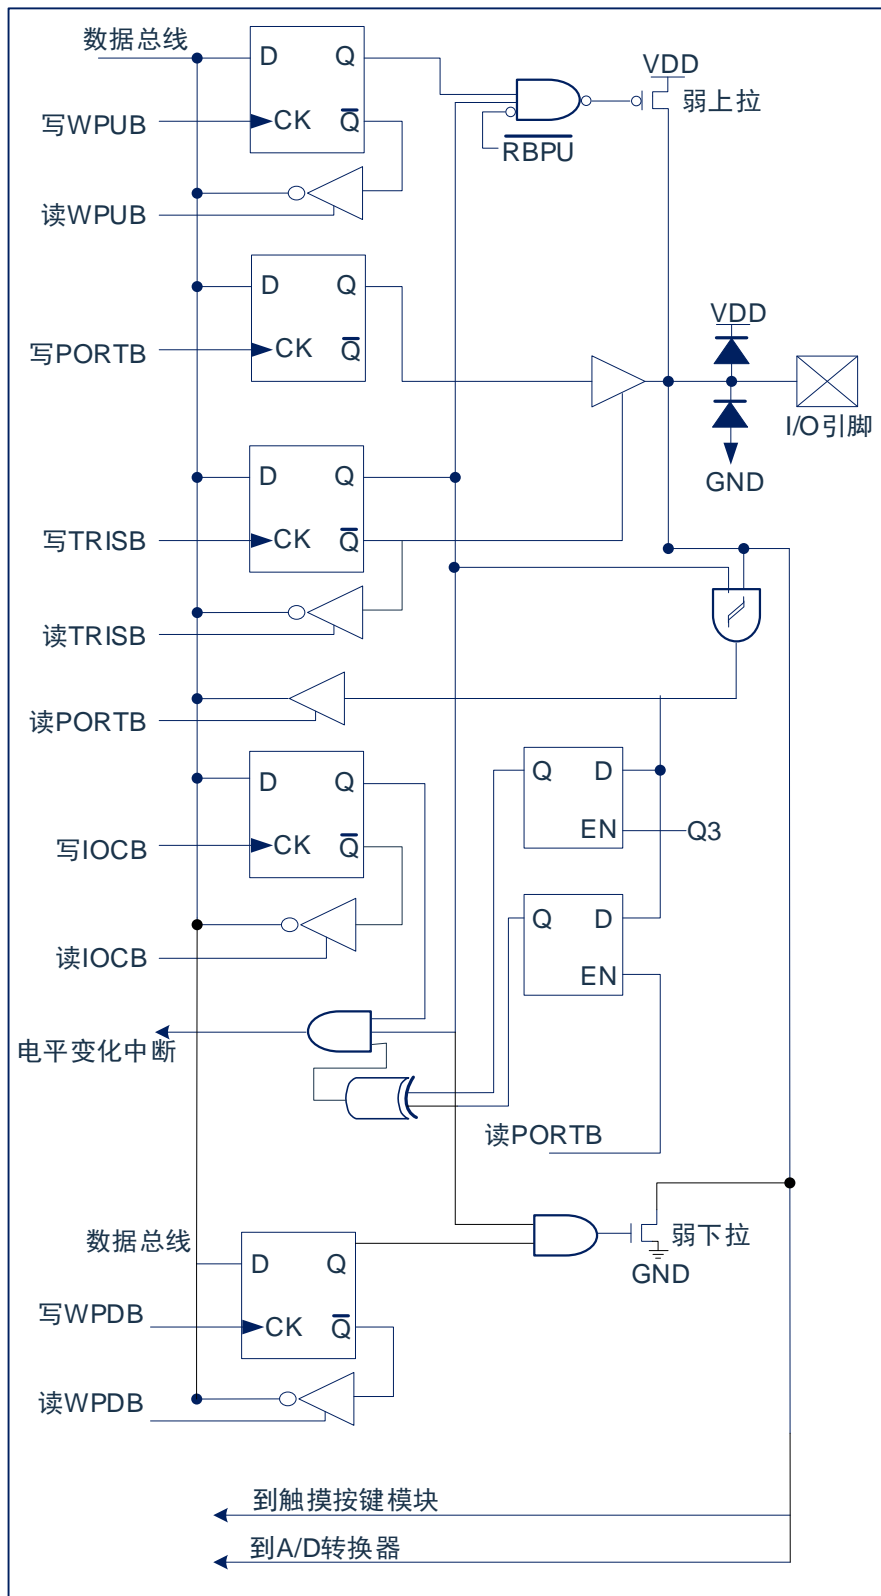 数据总线
D Q
VDD
弱上拉
写WPUB
CK Q
RBPU
读WPUB
D Q
VDD
写PORTB
CK Q
I/O引脚
D Q
GND
写TRISB
CK Q
读TRISB
读PORTB
D Q
Q D
写IOCB
CK Q
EN
Q3
Q D
读IOCB
EN
电平变化中断
读PORTB
数据总线
D Q
弱下拉
GND
写WPDB
CK Q
读WPDB
到触摸按键模块
到A/D转换器